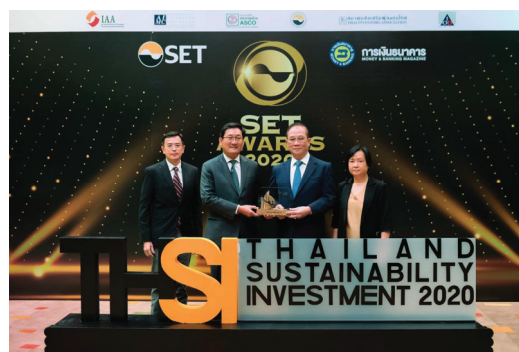 IAA
ASCO
SET
การเงินธนาคาร
MONEY & BANKING MAGAZINE
SET
AWARDS
2020
THSI
THAILAND
SUSTAINABILITY
INVESTMENT 2020